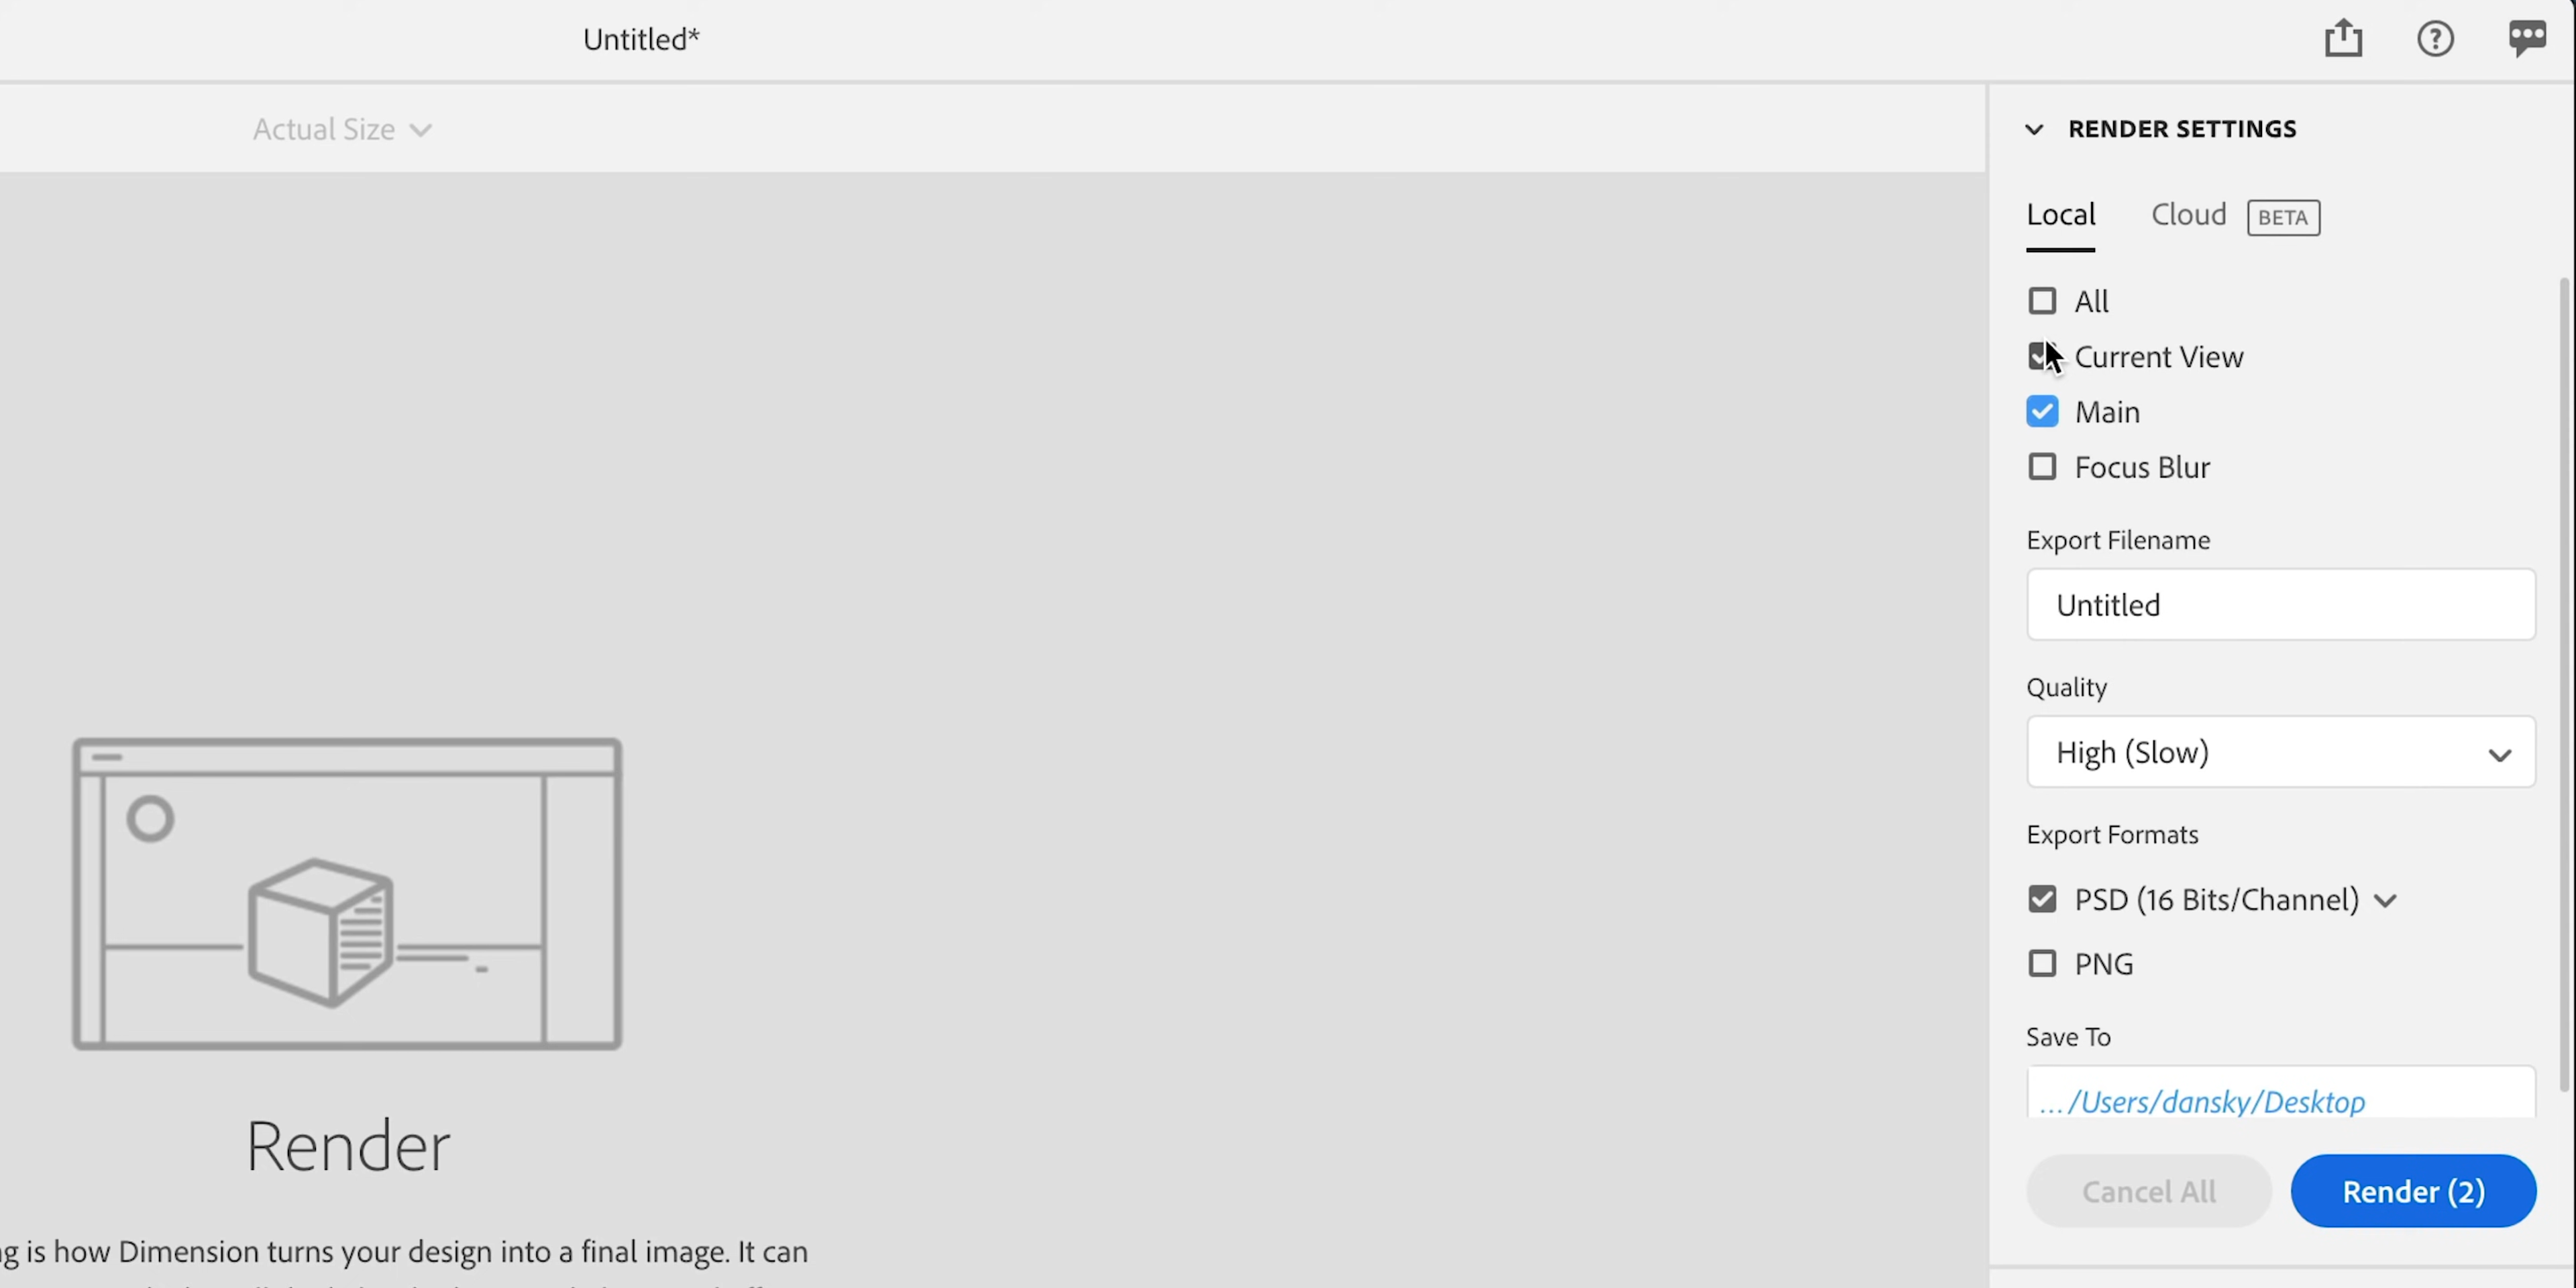 Untitled*
Actual Size
RENDER SETTINGS
Local Cloud BETA
All
Current View
Main
Focus Blur
Export Filename
Untitled
Quality
High (Slow)
Export Formats
PSD (16 Bits/Channel)
PNG
Save To
... /Users/dansky/Desktop
Cancel All Render (2)
Render
is how Dimension turns your design into a final image. It can